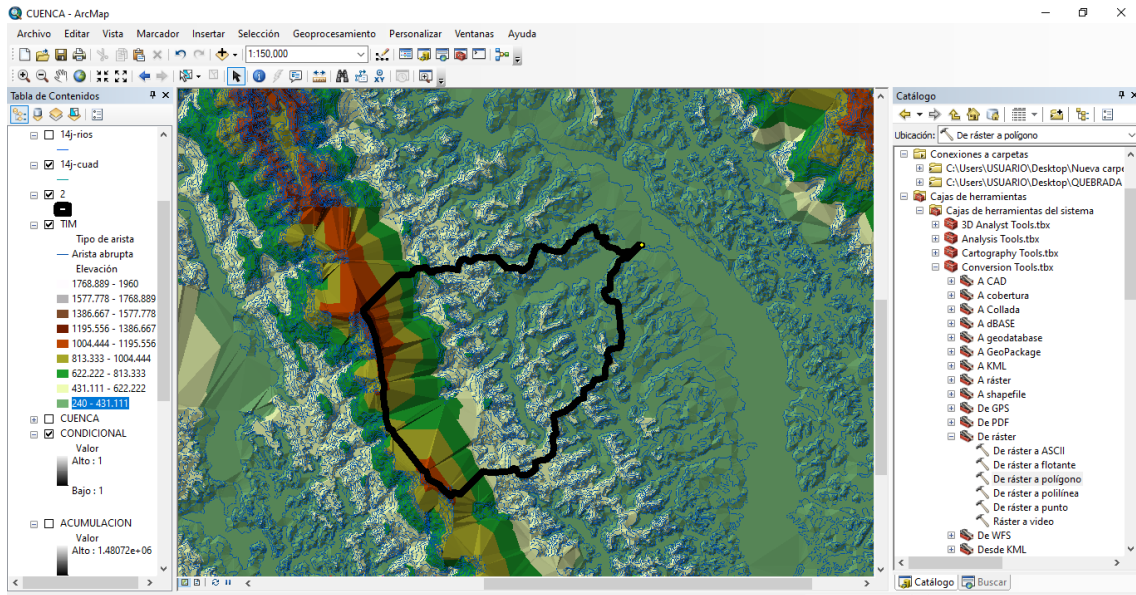 CUENCA - ArcMap
Archivo Editar Vista Marcador Insertar Selección Geoprocesamiento Personalizar Ventanas Ayuda
1:150,000
Tabla de Contenidos
14j-rios
14j-cuad
2
TIM
Tipo de arista
Arista abrupta
Elevación
1768.889 - 1960
1577.778 - 1768.889
1386.667 - 1577.778
1195.556 - 1386.667
1004.444 - 1195.556
813.333 - 1004.444
622.222 - 813.333
431.111 - 622.222
240 - 431.111
CUENCA
CONDICIONAL
Valor
Alto : 1
Bajo : 1
ACUMULACION
Valor
Alto : 1.48072e+06
Catálogo
Ubicación: De ráster a polígono
Conexiones a carpetas
C:\Users\USUARIO\Desktop\Nueva carpe
C:\Users\USUARIO\Desktop\QUEBRADA
Cajas de herramientas
Cajas de herramientas del sistema
3D Analyst Tools.tbx
Analysis Tools.tbx
Cartography Tools.tbx
Conversion Tools.tbx
A CAD
A cobertura
A Collada
A dBASE
A geodatabase
A GeoPackage
A KML
A ráster
A shapefile
De GPS
De PDF
De ráster
De ráster a ASCII
De ráster a flotante
De ráster a polígono
De ráster a polilínea
De ráster a punto
Ráster a video
De WFS
Desde KML
Catálogo Buscar